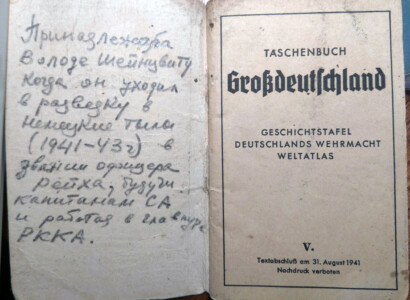 Принадлежала
Володе Шейнцвиту
когда он уходил
в разведку в
немецкие тылы
(1941-43г) в
звании офицера
рейха, будучи
капитаном СА
и работая в
РККА.
TASCHENBUCH
Großdeutschland
GESCHICHTSTAFEL
DEUTSCHLANDS WEHRMACHT
WELTATLAS
V.
Textabschluß am 31. August 1941
Nachdruck verboten